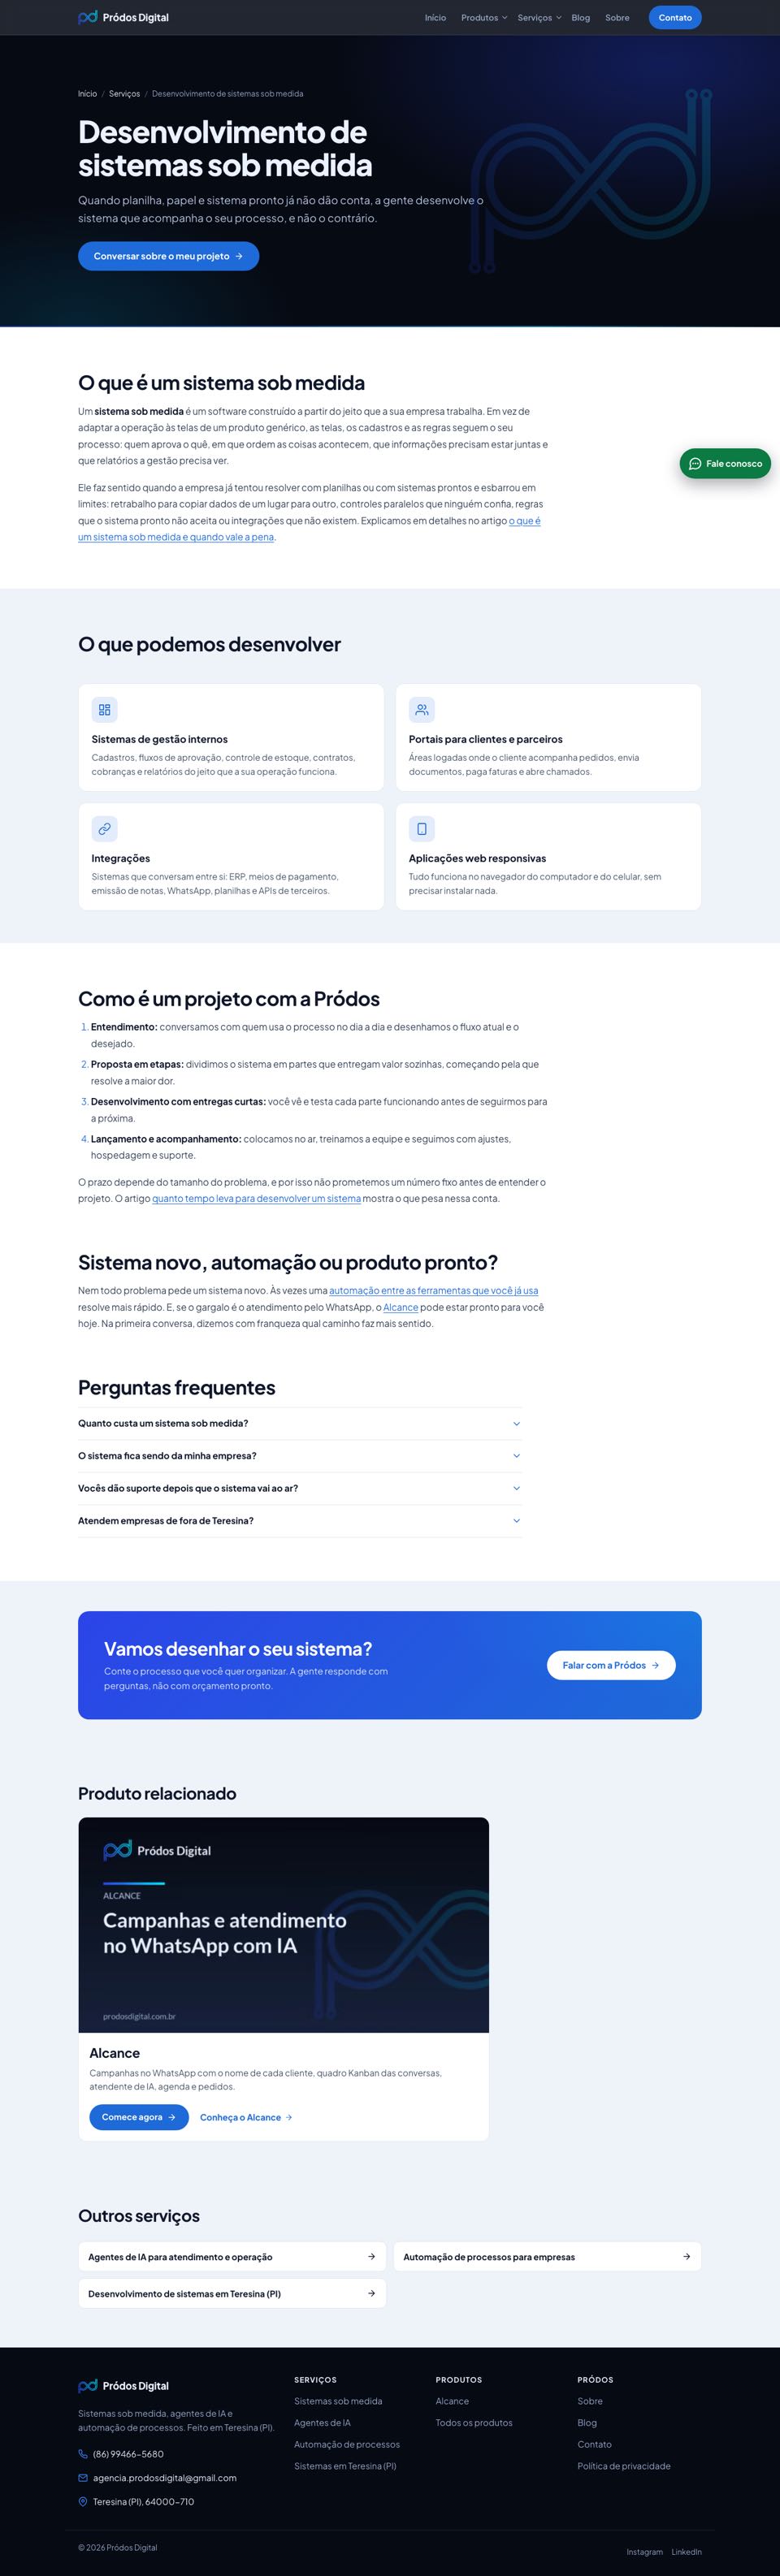 Pródos Digital
Início Produtos Serviços Blog Sobre Contato
Início / Serviços / Desenvolvimento de sistemas sob medida
Desenvolvimento de
sistemas sob medida
Quando planilha, papel e sistema pronto já não dão conta, a gente desenvolve o
sistema que acompanha o seu processo, e não o contrário.
Conversar sobre o meu projeto →
O que é um sistema sob medida
Um sistema sob medida é um software construído a partir do jeito que a sua empresa trabalha. Em vez de
adaptar a operação às telas de um produto genérico, as telas, os cadastros e as regras seguem o seu
processo: quem aprova o quê, em que ordem as coisas acontecem, que informações precisam estar juntas e
que relatórios a gestão precisa ver.
Fale conosco
Ele faz sentido quando a empresa já tentou resolver com planilhas ou com sistemas prontos e esbarrou em
limites: retrabalho para copiar dados de um lugar para outro, controles paralelos que ninguém confia, regras
que o sistema pronto não aceita ou integrações que não existem. Explicamos em detalhes no artigo o que é
um sistema sob medida e quando vale a pena.
O que podemos desenvolver
Sistemas de gestão internos
Cadastros, fluxos de aprovação, controle de estoque, contratos,
cobranças e relatórios do jeito que a sua operação funciona.
Portais para clientes e parceiros
Áreas logadas onde o cliente acompanha pedidos, envia
documentos, paga faturas e abre chamados.
Integrações
Sistemas que conversam entre si: ERP, meios de pagamento,
emissão de notas, WhatsApp, planilhas e APIs de terceiros.
Aplicações web responsivas
Tudo funciona no navegador do computador e do celular, sem
precisar instalar nada.
Como é um projeto com a Pródos
1. Entendimento: conversamos com quem usa o processo no dia a dia e desenhamos o fluxo atual e o
desejado.
2. Proposta em etapas: dividimos o sistema em partes que entregam valor sozinhas, começando pela que
resolve a maior dor.
3. Desenvolvimento com entregas curtas: você vê e testa cada parte funcionando antes de seguirmos para
a próxima.
4. Lançamento e acompanhamento: colocamos no ar, treinamos a equipe e seguimos com ajustes,
hospedagem e suporte.
O prazo depende do tamanho do problema, e por isso não prometemos um número fixo antes de entender o
projeto. O artigo quanto tempo leva para desenvolver um sistema mostra o que pesa nessa conta.
Sistema novo, automação ou produto pronto?
Nem todo problema pede um sistema novo. Às vezes uma automação entre as ferramentas que você já usa
resolve mais rápido. E, se o gargalo é o atendimento pelo WhatsApp, o Alcance pode estar pronto para você
hoje. Na primeira conversa, dizemos com franqueza qual caminho faz mais sentido.
Perguntas frequentes
Quanto custa um sistema sob medida?
O sistema fica sendo da minha empresa?
Vocês dão suporte depois que o sistema vai ao ar?
Atendem empresas de fora de Teresina?
Vamos desenhar o seu sistema?
Conte o processo que você quer organizar. A gente responde com
perguntas, não com orçamento pronto.
Falar com a Pródos →
Produto relacionado
Pródos Digital
ALCANCE
Campanhas e atendimento
no WhatsApp com IA
prodosdigital.com.br
Alcance
Campanhas no WhatsApp com o nome de cada cliente, quadro Kanban das conversas,
atendente de IA, agenda e pedidos.
Comece agora → Conheça o Alcance →
Outros serviços
Agentes de IA para atendimento e operação →
Automação de processos para empresas →
Desenvolvimento de sistemas em Teresina (PI) →
Pródos Digital
Sistemas sob medida, agentes de IA e
automação de processos. Feito em Teresina (PI).
(86) 99466-5680
agencia.prodosdigital@gmail.com
Teresina (PI), 64000-710
SERVIÇOS
Sistemas sob medida
Agentes de IA
Automação de processos
Sistemas em Teresina (PI)
PRODUTOS
Alcance
Todos os produtos
PRÓDOS
Sobre
Blog
Contato
Política de privacidade
© 2026 Pródos Digital
Instagram LinkedIn